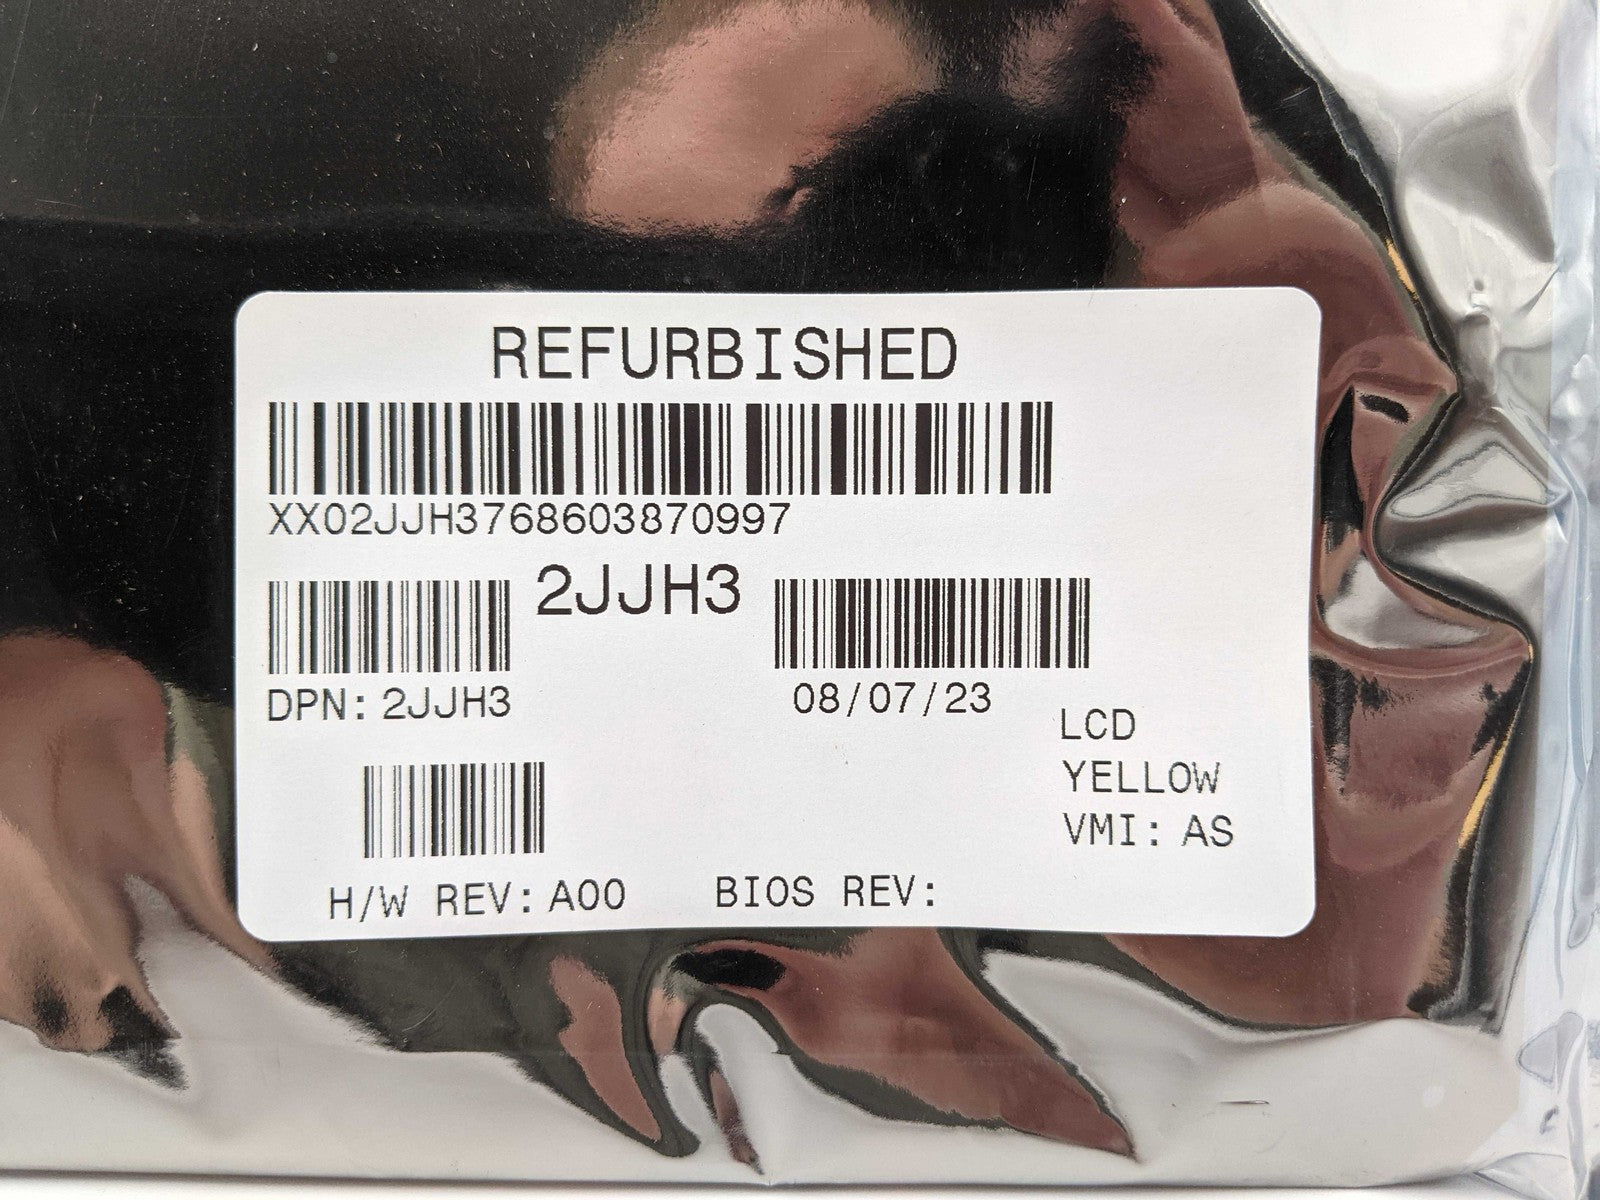 REFURBISHED
XX02JJH3768603870997
2JJH3
DPN: 2JJH3
08/07/23
LCD
YELLOW
VMI: AS
H/W REV: A00
BIOS REV: